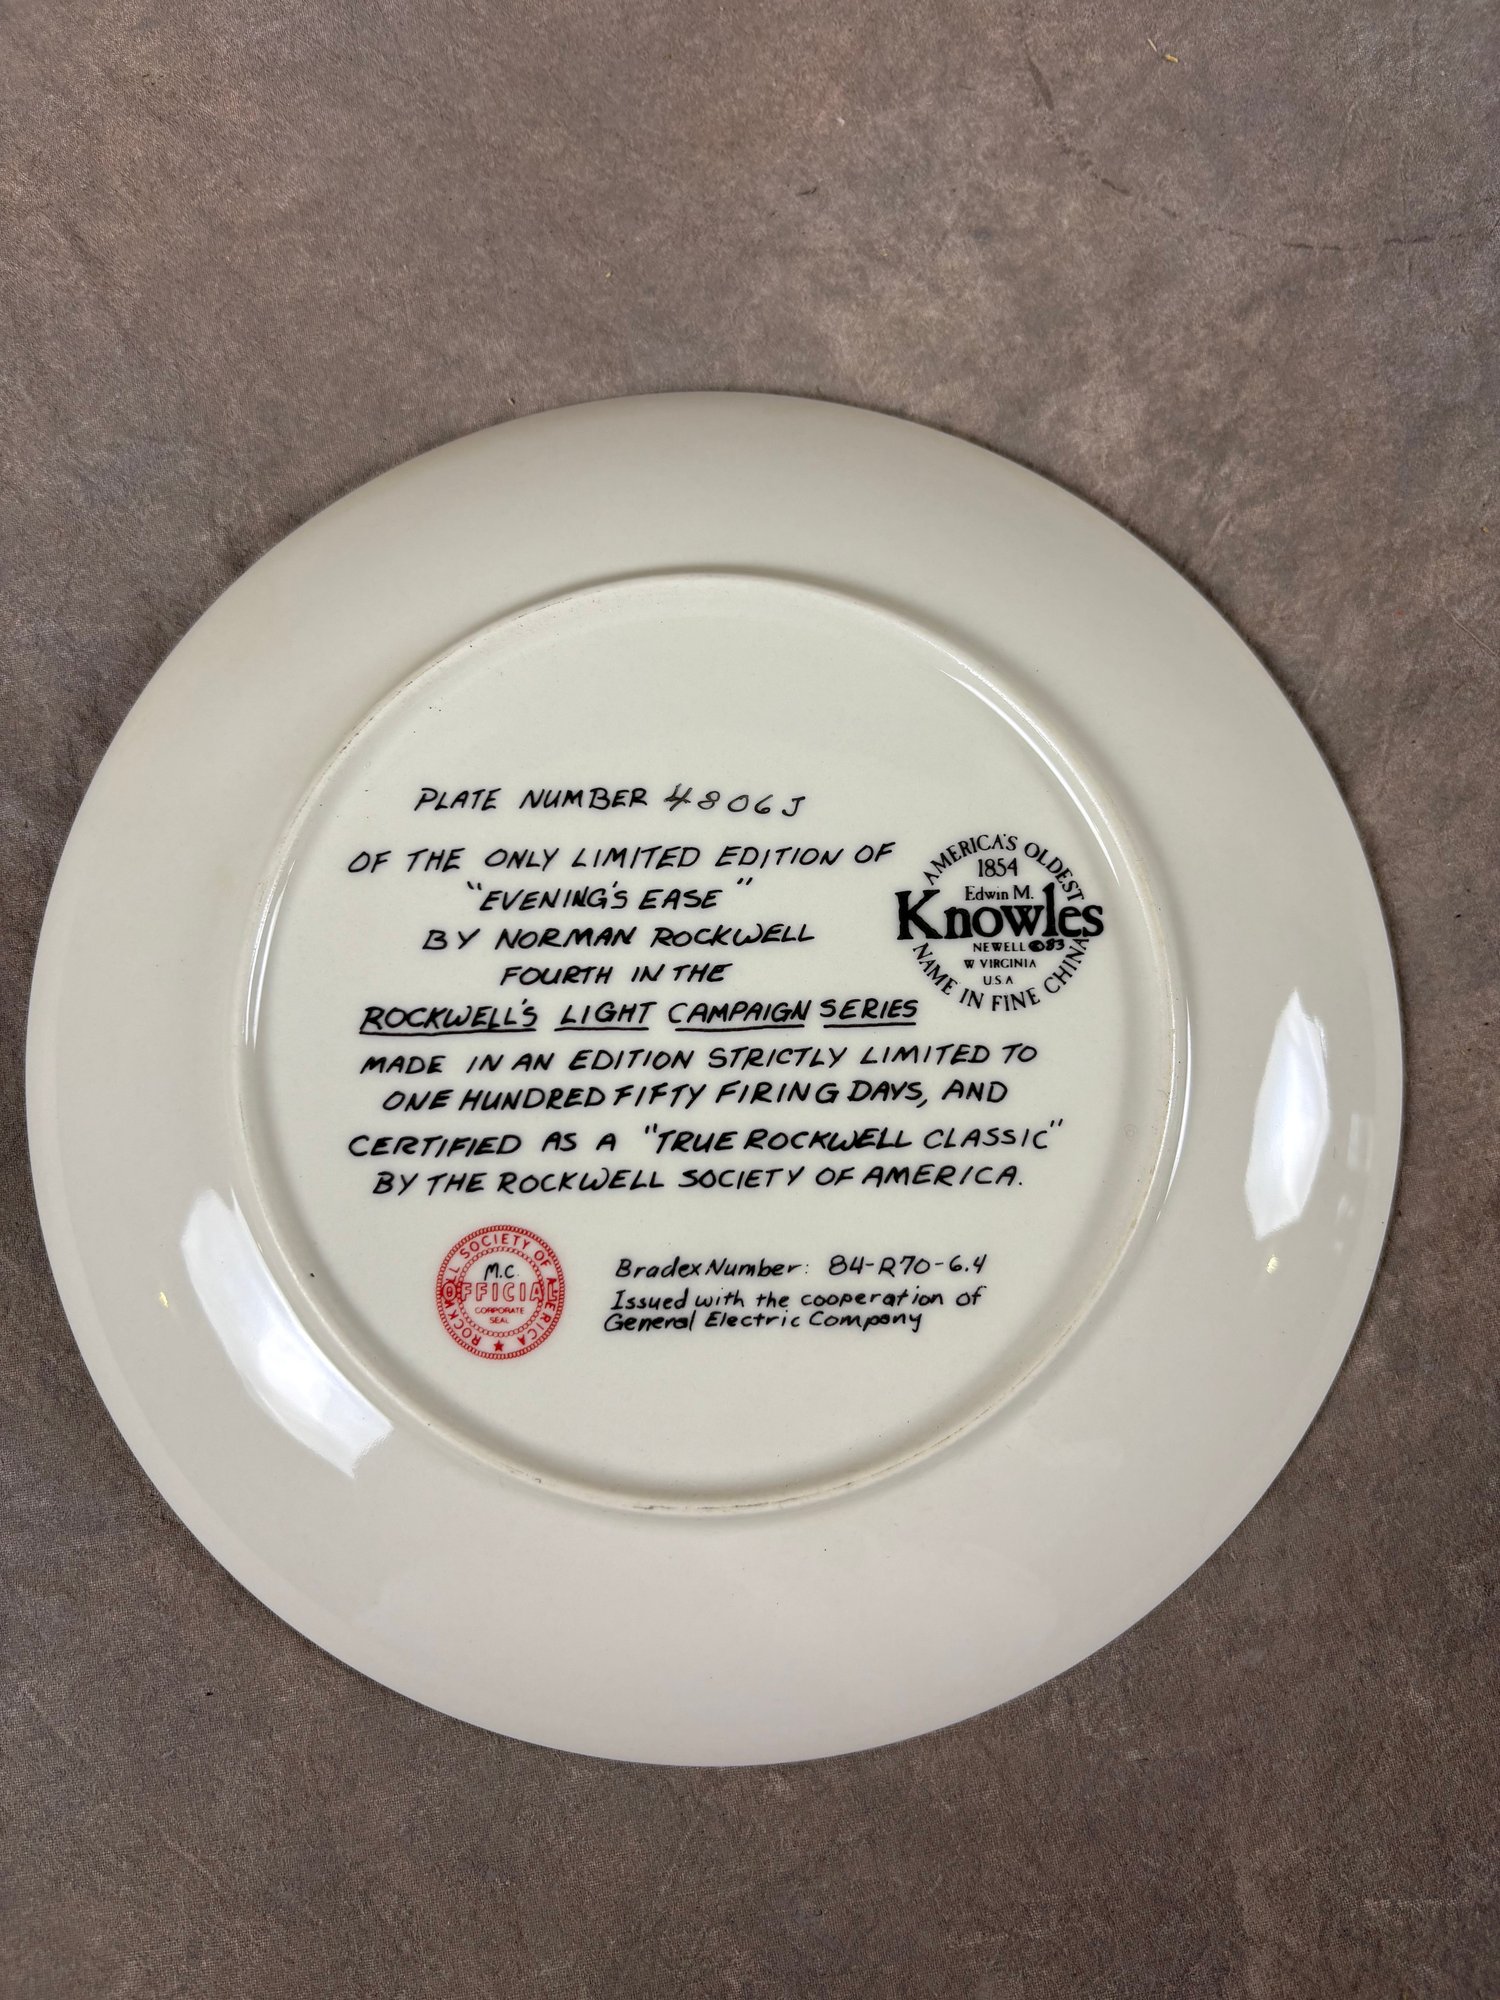 PLATE NUMBER 4806J
OF THE ONLY LIMITED EDITION OF
"EVENING'S EASE"
BY NORMAN ROCKWELL
FOURTH IN THE
ROCKWELL'S LIGHT CAMPAIGN SERIES
MADE IN AN EDITION STRICTLY LIMITED TO
ONE HUNDRED FIFTY FIRING DAYS, AND
CERTIFIED AS A "TRUE ROCKWELL CLASSIC"
BY THE ROCKWELL SOCIETY OF AMERICA.
AMERICA'S OLDEST
1854
Edwin M.
Knowles
NEWELL ©83
W VIRGINIA
U.S.A
NAME IN FINE CHINA
ROCKWELL SOCIETY OF AMERICA
M.C.
OFFICIAL
CORPORATE
SEAL
Bradex Number: 84-R70-6.4
Issued with the cooperation of
General Electric Company